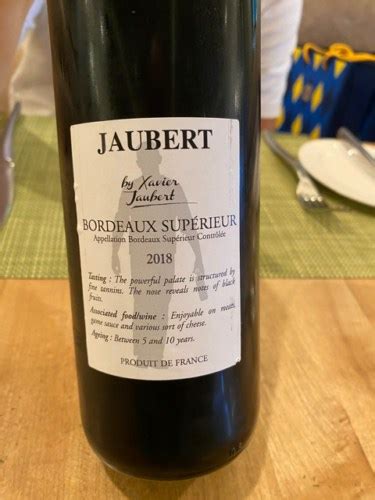 JAUBERT
by Xavier
Jaubert
BORDEAUX SUPÉRIEUR
Appellation Bordeaux Supérieur Contrôlée
2018
Tasting : The powerful palate is structured by
fine tannins. The nose reveals notes of black
fruits.
Associated food/wine : Enjoyable on meats,
game sauce and various sort of cheese.
Ageing : Between 5 and 10 years.
PRODUIT DE FRANCE